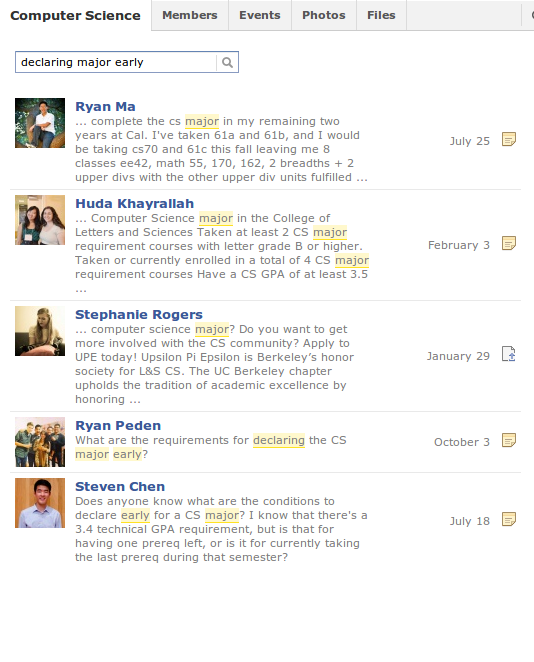 Computer Science Members Events Photos Files
declaring major early
Ryan Ma
... complete the cs major in my remaining two
years at Cal. I've taken 61a and 61b, and I would
be taking cs70 and 61c this fall leaving me 8
classes ee42, math 55, 170, 162, 2 breadths + 2
upper divs with the other upper div units fulfilled ...
July 25
Huda Khayrallah
... Computer Science major in the College of
Letters and Sciences Taken at least 2 CS major
requirement courses with letter grade B or higher.
Taken or currently enrolled in a total of 4 CS major
requirement courses Have a CS GPA of at least 3.5
...
February 3
Stephanie Rogers
... computer science major? Do you want to get
more involved with the CS community? Apply to
UPE today! Upsilon Pi Epsilon is Berkeley’s honor
society for L&S CS. The UC Berkeley chapter
upholds the tradition of academic excellence by
honoring ...
January 29
Ryan Peden
What are the requirements for declaring the CS
major early?
October 3
Steven Chen
Does anyone know what are the conditions to
declare early for a CS major? I know that there's a
3.4 technical GPA requirement, but is that for
having one prereq left, or is it for currently taking
the last prereq during that semester?
July 18